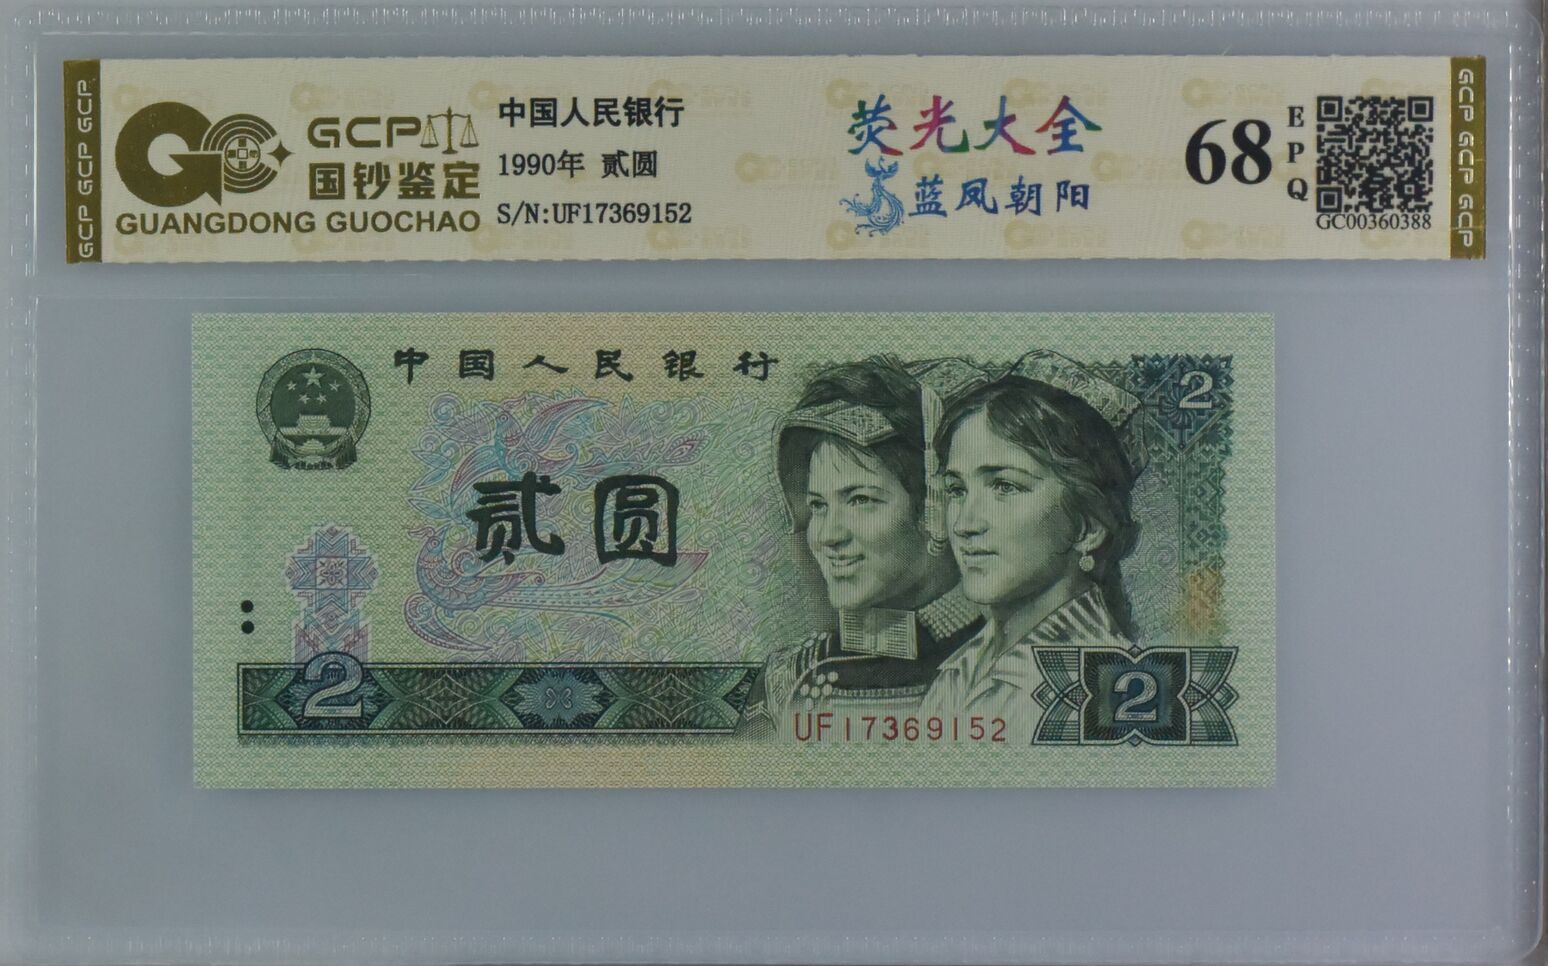 GCP GCP GCP
GCP
国钞鉴定
GUANGDONG GUOCHAO
中国人民银行
1990年 贰圆
S/N:UF17369152
荧光大全
蓝凤朝阳
68
EPQ
GC00360388
GCP GCP GCP
中国人民银行
2
贰圆
2
2
UF17369152